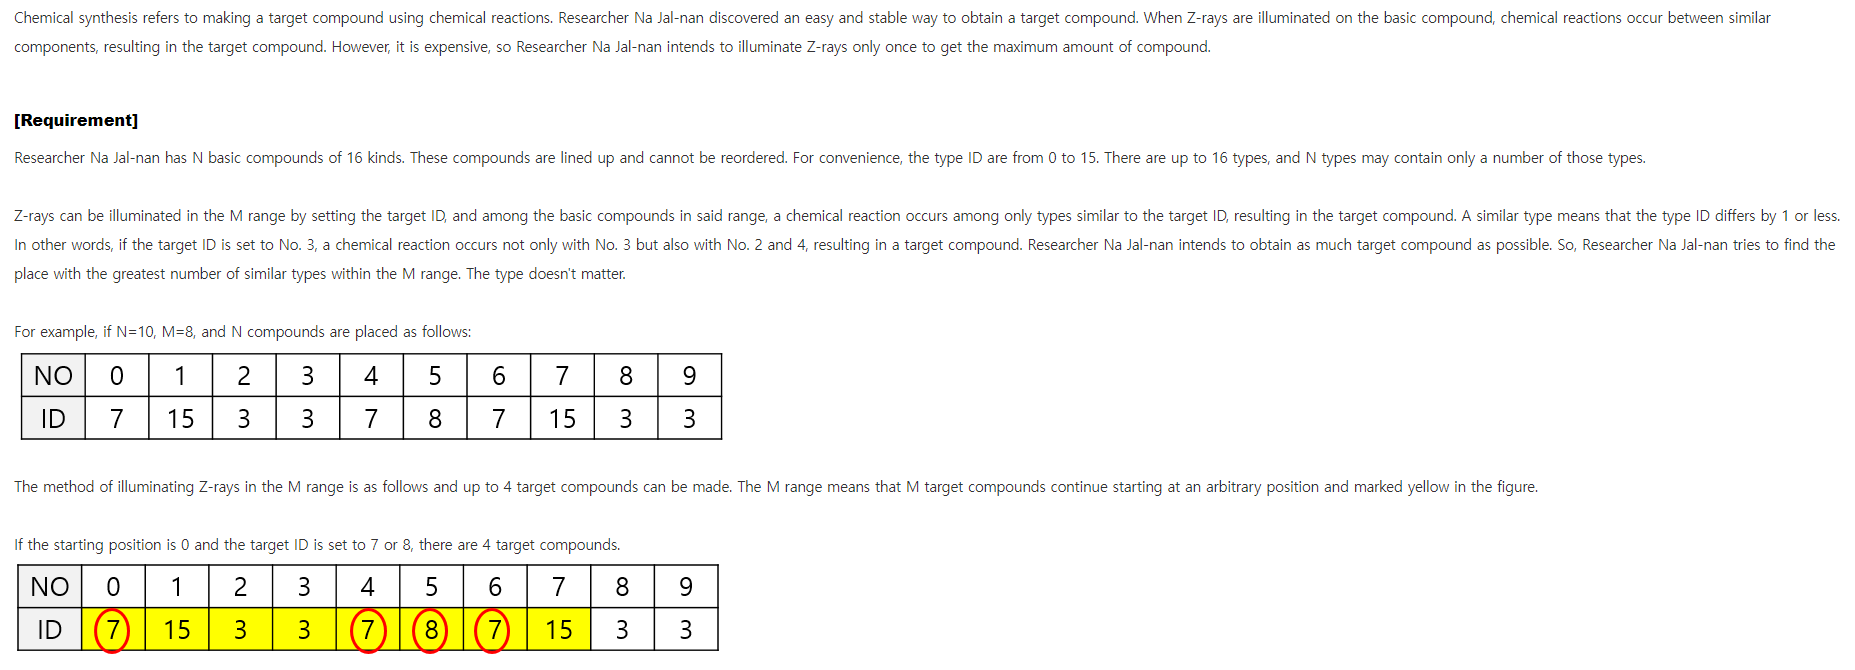 Chemical synthesis refers to making a target compound using chemical reactions. Researcher Na Jal-nan discovered an easy and stable way to obtain a target compound. When Z-rays are illuminated on the basic compound, chemical reactions occur between similar
components, resulting in the target compound. However, it is expensive, so Researcher Na Jal-nan intends to illuminate Z-rays only once to get the maximum amount of compound.
[Requirement]
Researcher Na Jal-nan has N basic compounds of 16 kinds. These compounds are lined up and cannot be reordered. For convenience, the type ID are from 0 to 15. There are up to 16 types, and N types may contain only a number of those types.
Z-rays can be illuminated in the M range by setting the target ID, and among the basic compounds in said range, a chemical reaction occurs among only types similar to the target ID, resulting in the target compound. A similar type means that the type ID differs by 1 or less.
In other words, if the target ID is set to No. 3, a chemical reaction occurs not only with No. 3 but also with No. 2 and 4, resulting in a target compound. Researcher Na Jal-nan intends to obtain as much target compound as possible. So, Researcher Na Jal-nan tries to find the
place with the greatest number of similar types within the M range. The type doesn't matter.
For example, if N=10, M=8, and N compounds are placed as follows:
NO 0 1 2 3 4 5 6 7 8 9
ID 7 15 3 3 7 8 7 15 3 3
The method of illuminating Z-rays in the M range is as follows and up to 4 target compounds can be made. The M range means that M target compounds continue starting at an arbitrary position and marked yellow in the figure.
If the starting position is 0 and the target ID is set to 7 or 8, there are 4 target compounds.
NO 0 1 2 3 4 5 6 7 8 9
ID 7 15 3 3 7 8 7 15 3 3